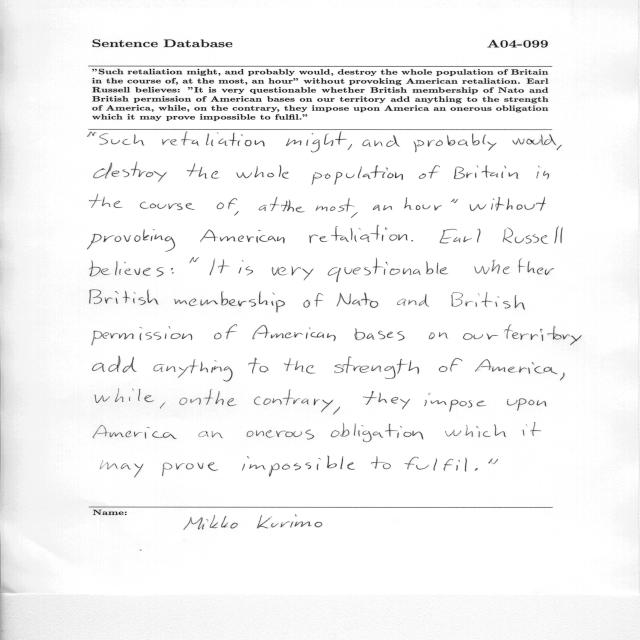 Sentence Database A04-099
"Such retaliation might, and probably would, destroy the whole population of Britain
in the course of, at the most, an hour" without provoking American retaliation. Earl
Russell believes: "It is very questionable whether British membership of Nato and
British permission of American bases on our territory add anything to the strength
of America, while, on the contrary, they impose upon America an onerous obligation
which it may prove impossible to fulfil."
"Such retaliation might, and probably would,
destroy the whole population of Britain in
the course of, at the most, an hour" without
provoking American retaliation. Earl Russell
believes: "It is very questionable whether
British membership of Nato and British
permission of American bases on our territory
add anything to the strength of America,
while, on the contrary, they impose upon
America an onerous obligation which it
may prove impossible to fulfil."
Name:
Mikko Kurimo